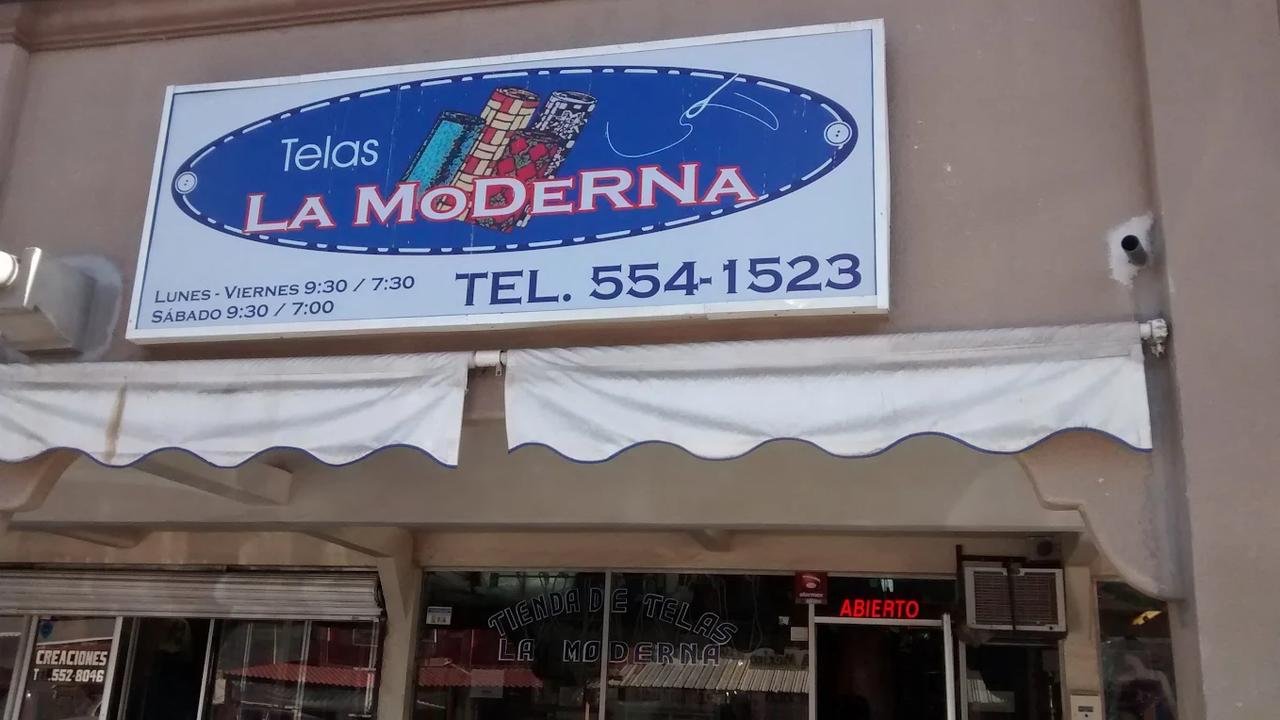 Telas
LA MODERNA
LUNES - VIERNES 9:30 / 7:30
SÁBADO 9:30 / 7:00
TEL. 554-1523
ABIERTO
TIENDA DE TELAS
LA MODERNA
CREACIONES
552-8046